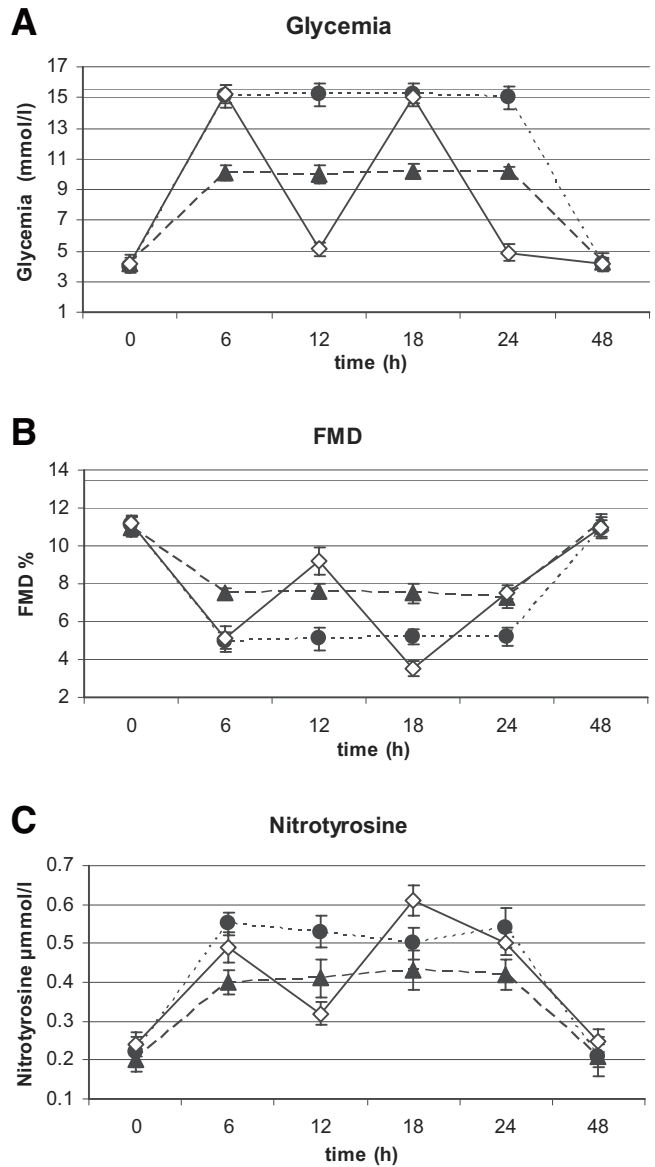 A
Glycemia
17
15
13
11
9
7
5
3
1
Glycemia (mmol/l)
0 6 12 18 24 48
time (h)
B
FMD
14
12
10
8
6
4
2
FMD %
0 6 12 18 24 48
time (h)
C
Nitrotyrosine
0.7
0.6
0.5
0.4
0.3
0.2
0.1
Nitrotyrosine µmmol/l
0 6 12 18 24 48
time (h)